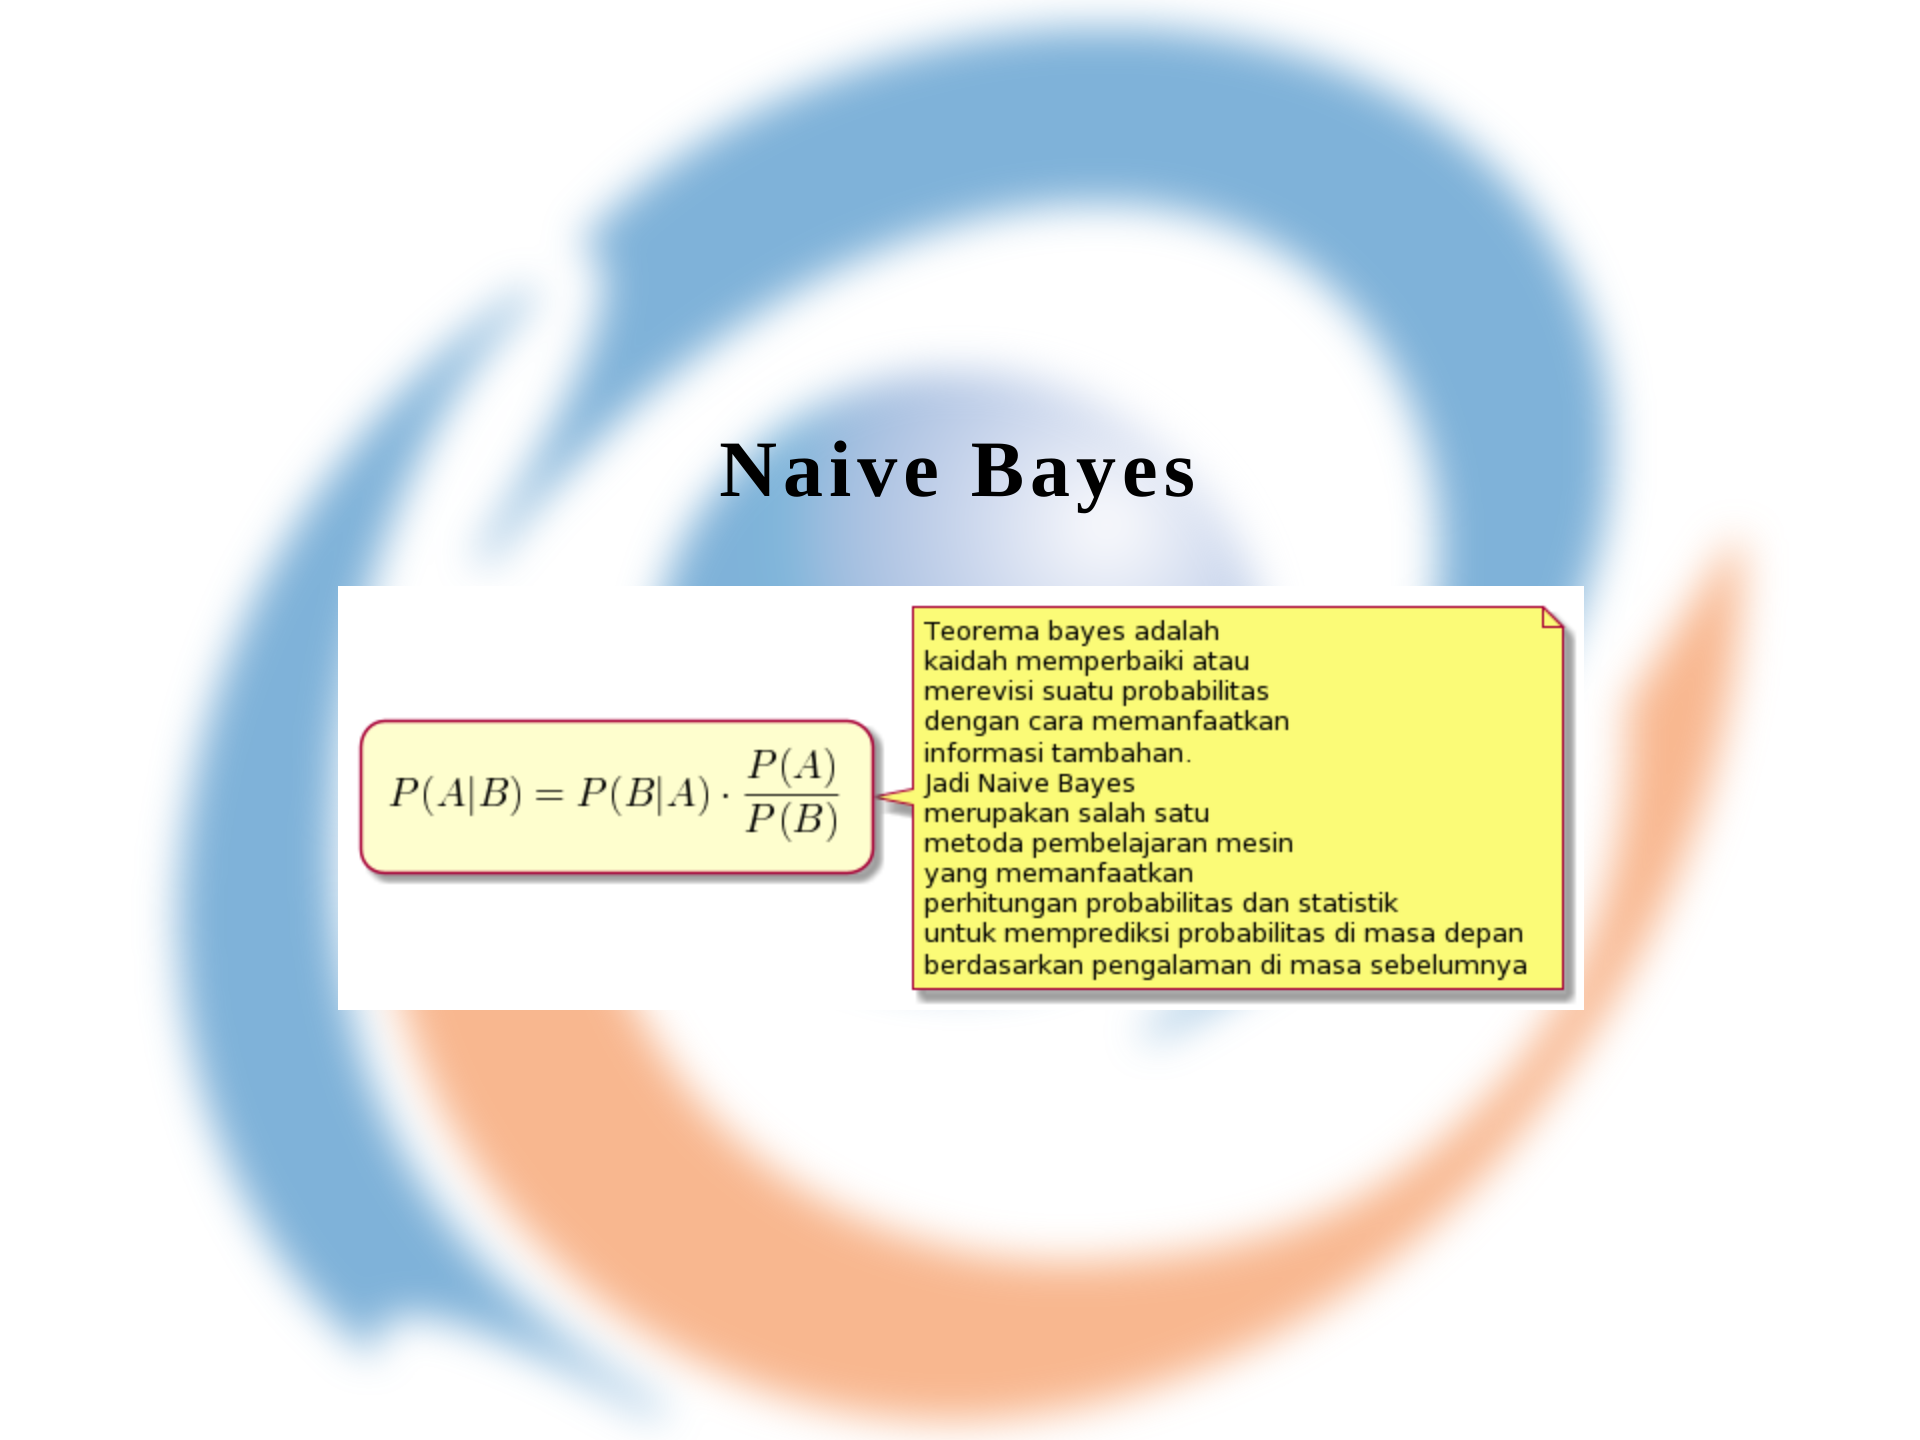 Naive Bayes
P(A|B) = P(B|A) · P(A)/P(B)
Teorema bayes adalah
kaidah memperbaiki atau
merevisi suatu probabilitas
dengan cara memanfaatkan
informasi tambahan.
Jadi Naive Bayes
merupakan salah satu
metoda pembelajaran mesin
yang memanfaatkan
perhitungan probabilitas dan statistik
untuk memprediksi probabilitas di masa depan
berdasarkan pengalaman di masa sebelumnya